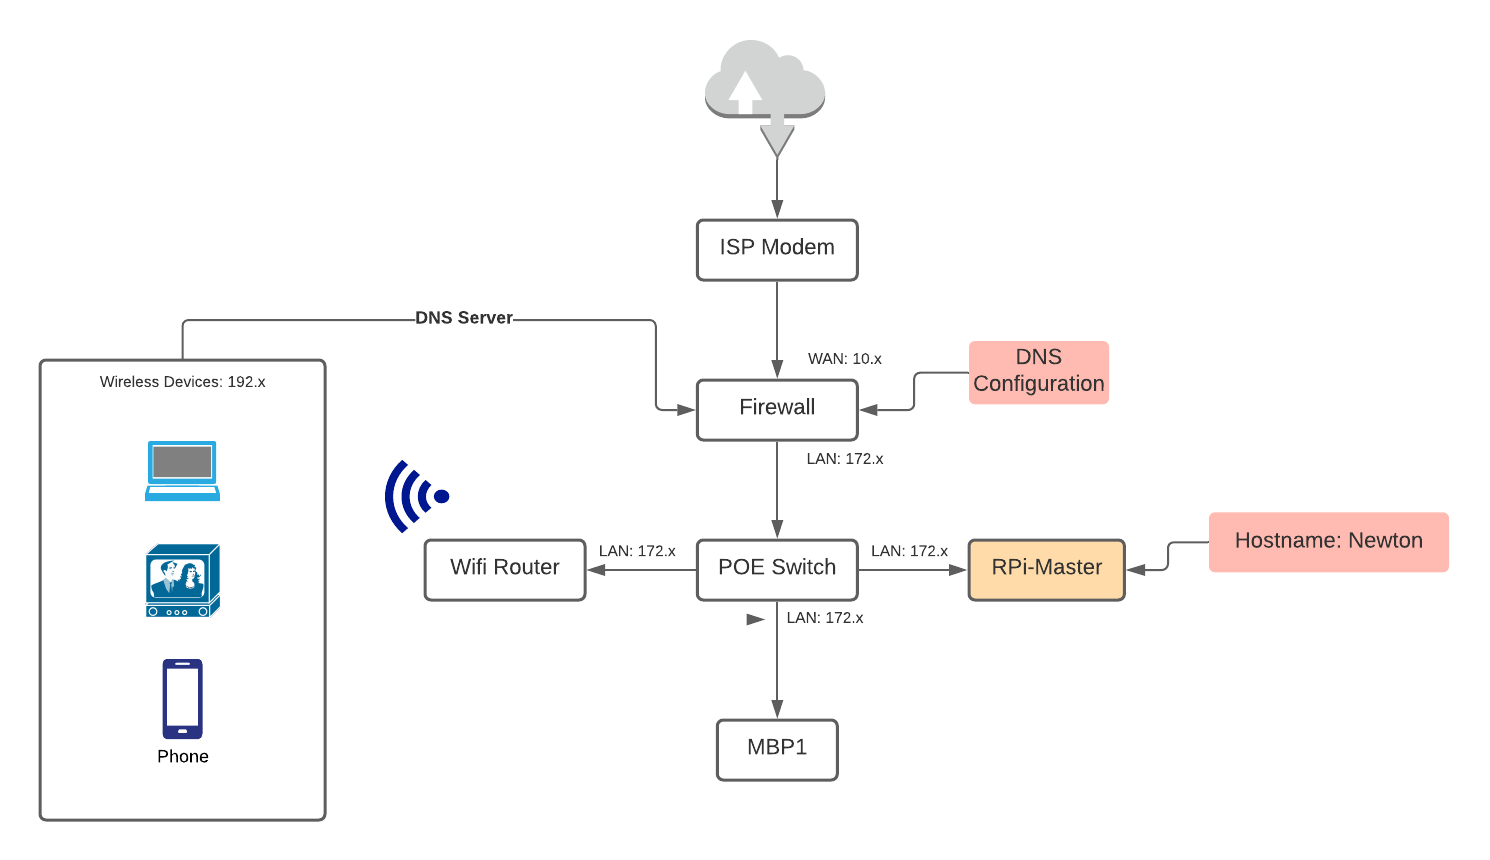 ISP Modem
DNS Server
WAN: 10.x
DNS
Configuration
Wireless Devices: 192.x
Firewall
LAN: 172.x
Hostname: Newton
LAN: 172.x
LAN: 172.x
Wifi Router
POE Switch
RPi-Master
LAN: 172.x
MBP1
Phone